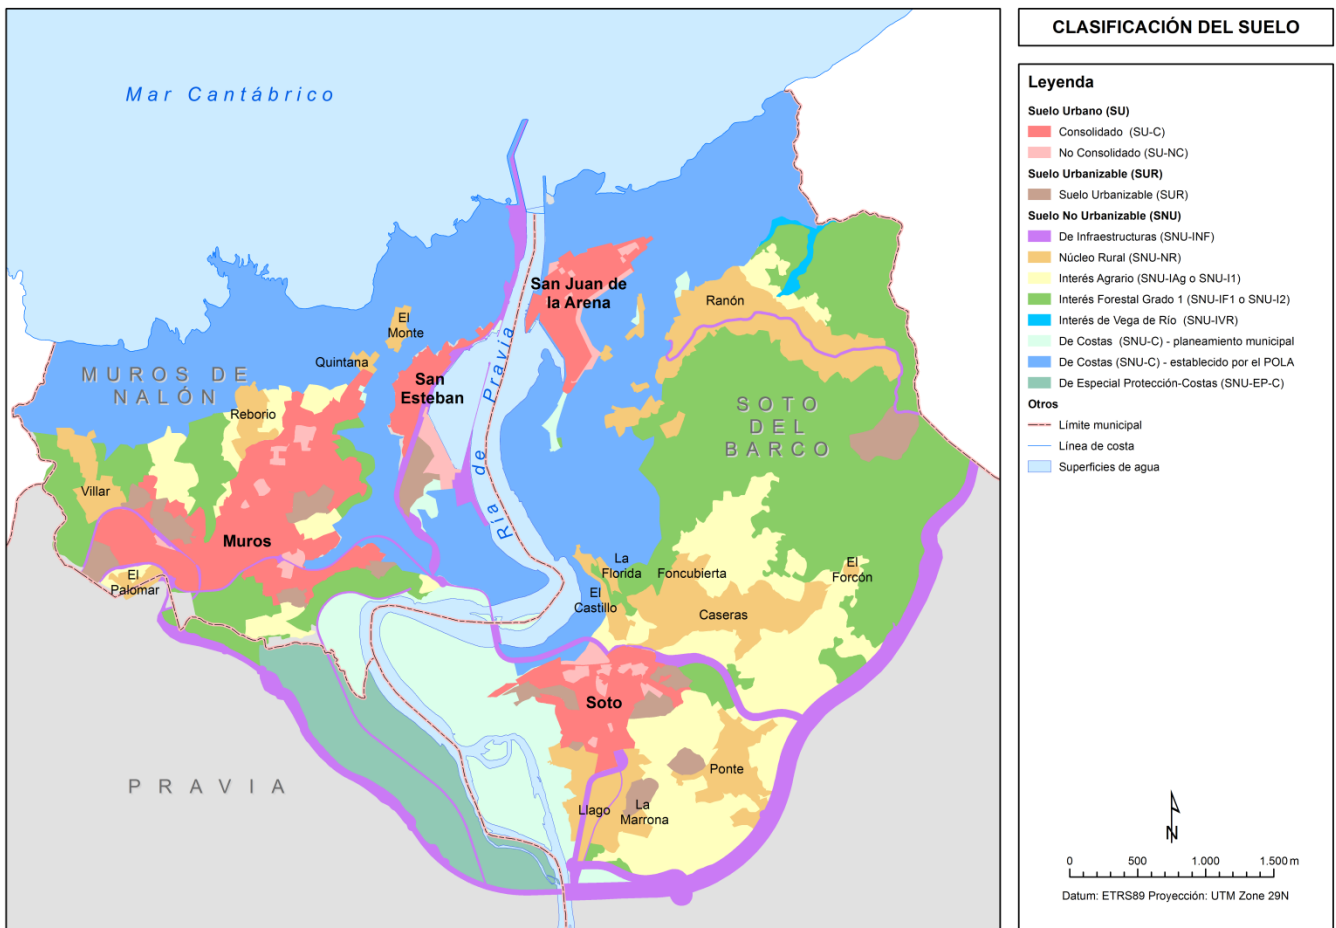 CLASIFICACIÓN DEL SUELO
Mar Cantábrico
San Juan de
la Arena
Ranón
El
Monte
Quintana
San
Esteban
MUROS DE
NALÓN
Reborio
Ría de Pravia
SOTO
DEL
BARCO
Villar
Muros
El
Palomar
La
Florida
Foncubierta
El
Forcón
El
Castillo
Caseras
Soto
PRAVIA
Ponte
Llago
La
Marrona
Leyenda
Suelo Urbano (SU)
Consolidado (SU-C)
No Consolidado (SU-NC)
Suelo Urbanizable (SUR)
Suelo Urbanizable (SUR)
Suelo No Urbanizable (SNU)
De Infraestructuras (SNU-INF)
Núcleo Rural (SNU-NR)
Interés Agrario (SNU-IAg o SNU-I1)
Interés Forestal Grado 1 (SNU-IF1 o SNU-I2)
Interés de Vega de Río (SNU-IVR)
De Costas (SNU-C) - planeamiento municipal
De Costas (SNU-C) - establecido por el POLA
De Especial Protección-Costas (SNU-EP-C)
Otros
Límite municipal
Línea de costa
Superficies de agua
N
0 500 1.000 1.500 m
Datum: ETRS89 Proyección: UTM Zone 29N